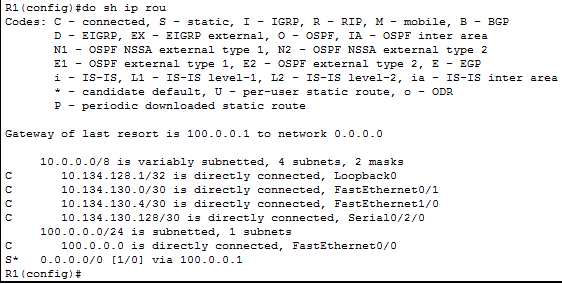 R1(config)#do sh ip rou
Codes: C - connected, S - static, I - IGRP, R - RIP, M - mobile, B - BGP
       D - EIGRP, EX - EIGRP external, O - OSPF, IA - OSPF inter area
       N1 - OSPF NSSA external type 1, N2 - OSPF NSSA external type 2
       E1 - OSPF external type 1, E2 - OSPF external type 2, E - EGP
       i - IS-IS, L1 - IS-IS level-1, L2 - IS-IS level-2, ia - IS-IS inter area
       * - candidate default, U - per-user static route, o - ODR
       P - periodic downloaded static route

Gateway of last resort is 100.0.0.1 to network 0.0.0.0

     10.0.0.0/8 is variably subnetted, 4 subnets, 2 masks
C       10.134.128.1/32 is directly connected, Loopback0
C       10.134.130.0/30 is directly connected, FastEthernet0/1
C       10.134.130.4/30 is directly connected, FastEthernet1/0
C       10.134.130.128/30 is directly connected, Serial0/2/0
     100.0.0.0/24 is subnetted, 1 subnets
C       100.0.0.0 is directly connected, FastEthernet0/0
S*   0.0.0.0/0 [1/0] via 100.0.0.1
R1(config)#